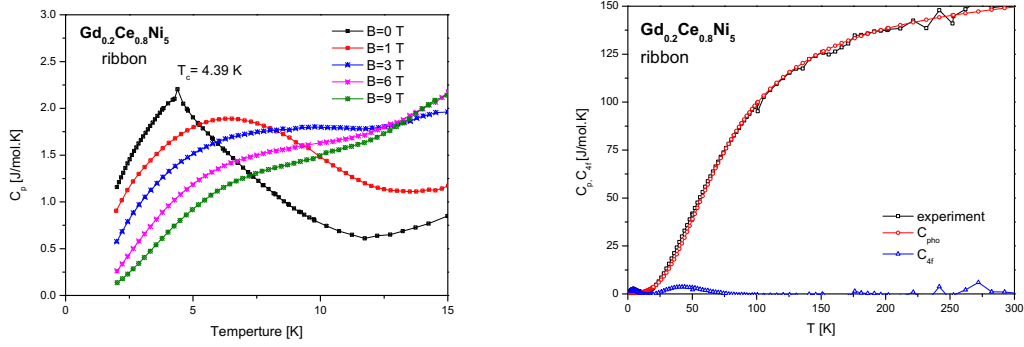 Gd0.2Ce0.8Ni5
ribbon
Tc= 4.39 K
B=0 T
B=1 T
B=3 T
B=6 T
B=9 T
3.0
2.5
2.0
1.5
1.0
0.5
0.0
Cp [J/mol.K]
0
5
10
15
Temperture [K]
Gd0.2Ce0.8Ni5
ribbon
150
125
100
75
50
25
0
Cp, C4f [J/mol.K]
experiment
Cpho
C4f
0
50
100
150
200
250
300
T [K]